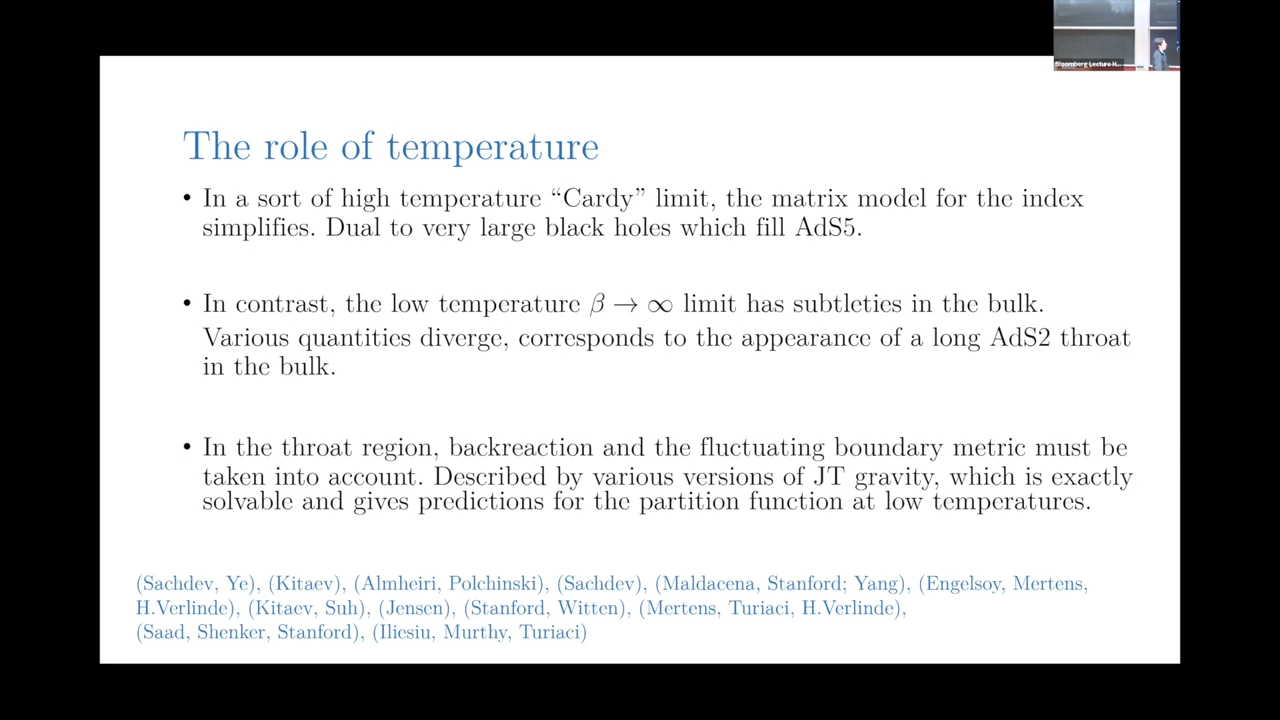 Bloomberg Lecture H...
The role of temperature
• In a sort of high temperature “Cardy” limit, the matrix model for the index
simplifies. Dual to very large black holes which fill AdS5.
• In contrast, the low temperature β → ∞ limit has subtleties in the bulk.
Various quantities diverge, corresponds to the appearance of a long AdS2 throat
in the bulk.
• In the throat region, backreaction and the fluctuating boundary metric must be
taken into account. Described by various versions of JT gravity, which is exactly
solvable and gives predictions for the partition function at low temperatures.
(Sachdev, Ye), (Kitaev), (Almheiri, Polchinski), (Sachdev), (Maldacena, Stanford; Yang), (Engelsoy, Mertens,
H.Verlinde), (Kitaev, Suh), (Jensen), (Stanford, Witten), (Mertens, Turiaci, H.Verlinde),
(Saad, Shenker, Stanford), (Iliesiu, Murthy, Turiaci)